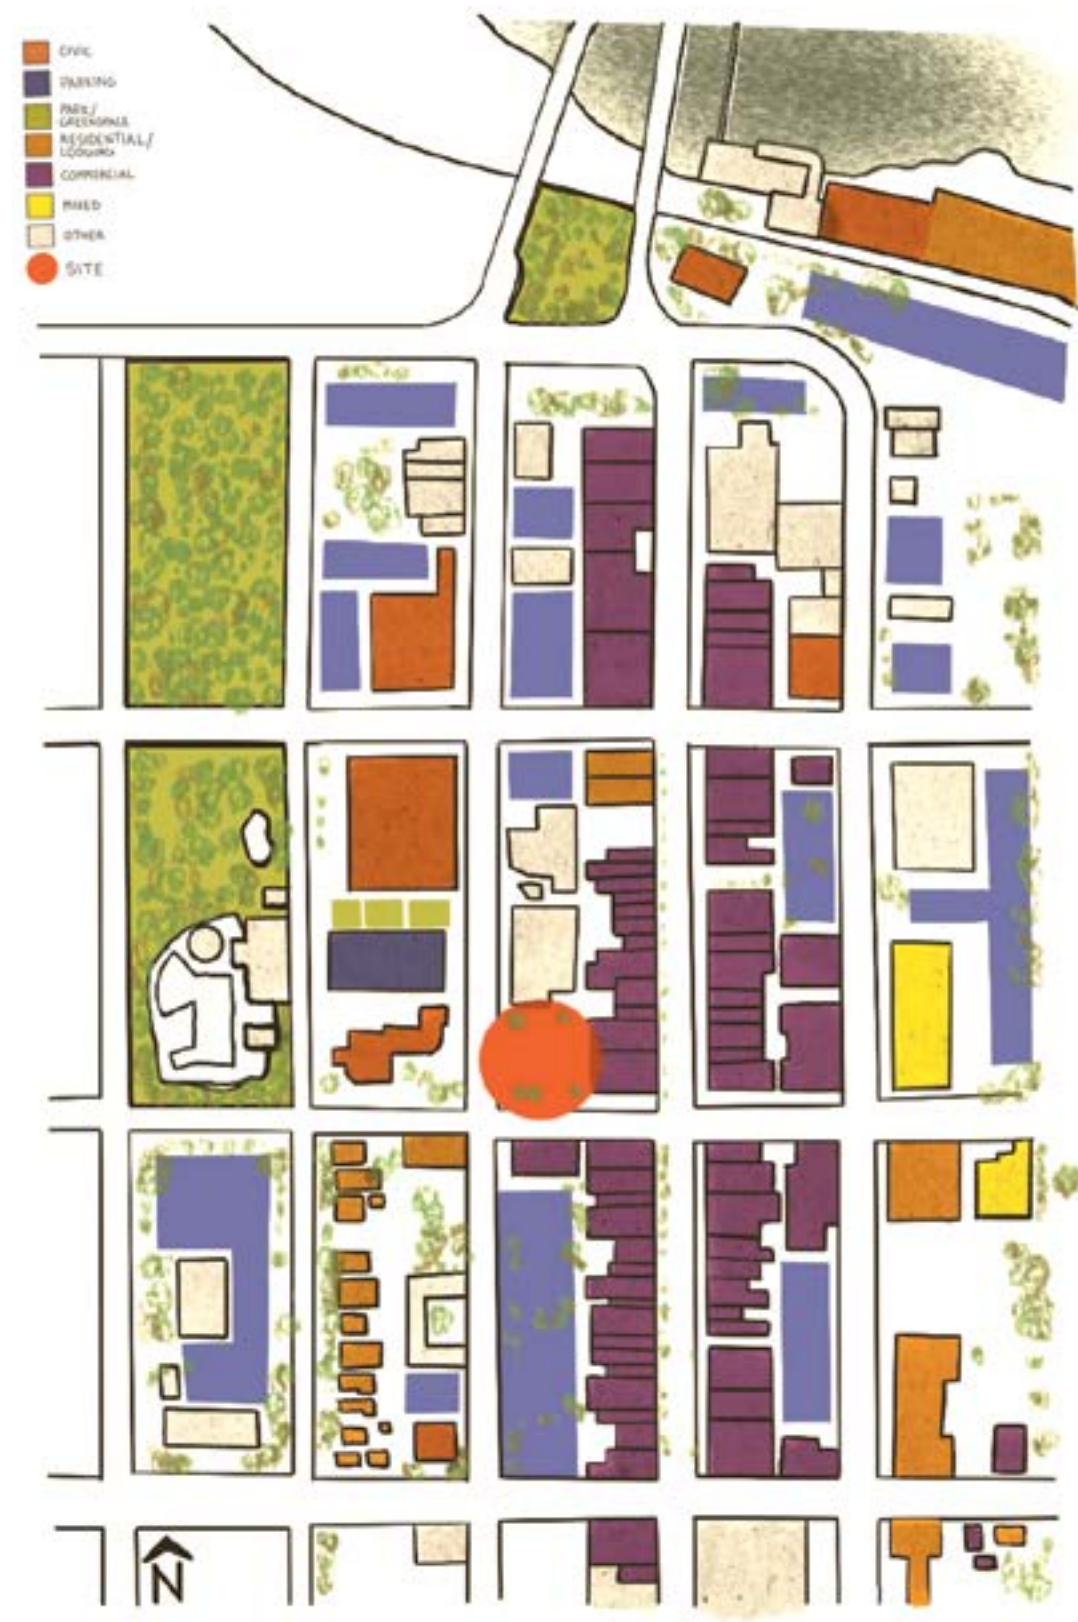 CIVIC
PARKING
PARK/
GREENSPACE
RESIDENTIAL/
LODGING
COMMERCIAL
MIXED
OTHER
SITE
N